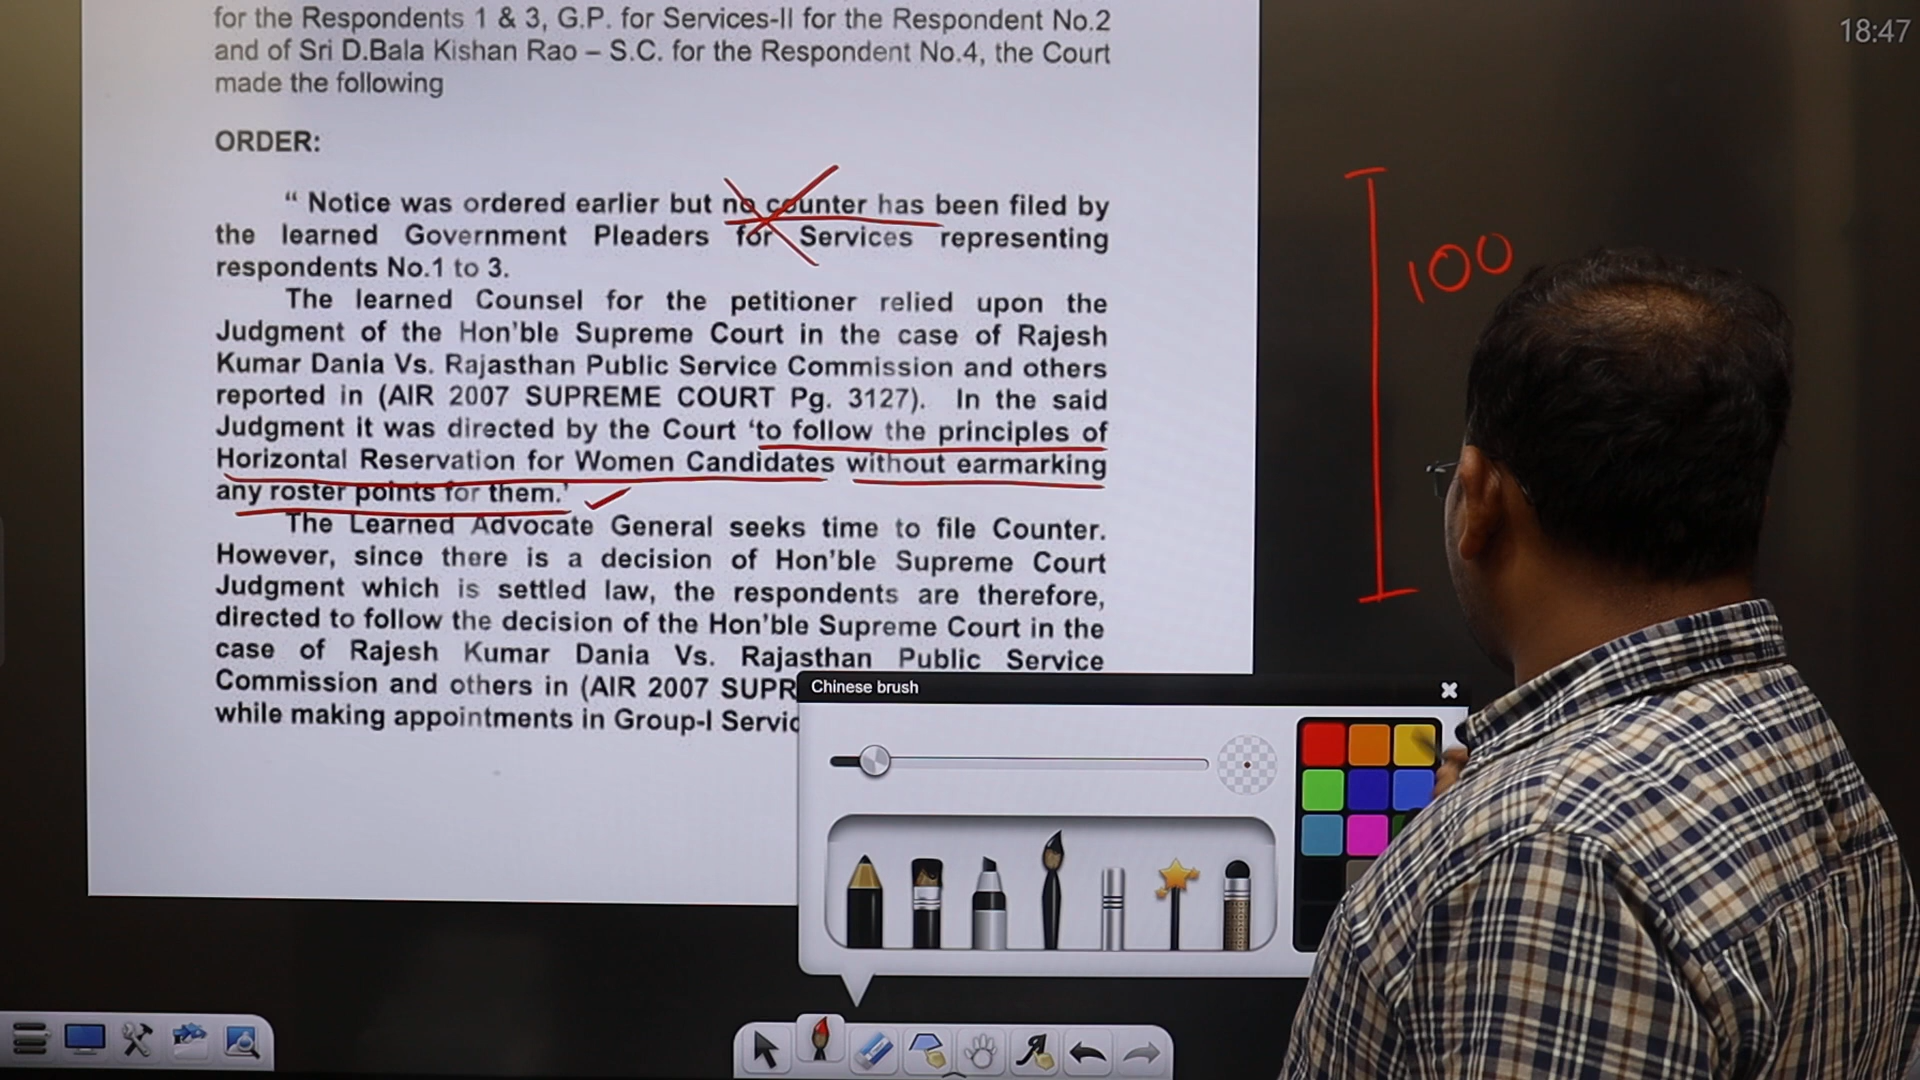 for the Respondents 1 & 3, G.P. for Services-II for the Respondent No.2
and of Sri D.Bala Kishan Rao – S.C. for the Respondent No.4, the Court
made the following
ORDER:
“ Notice was ordered earlier but no counter has been filed by
the learned Government Pleaders for Services representing
respondents No.1 to 3.
The learned Counsel for the petitioner relied upon the
Judgment of the Hon'ble Supreme Court in the case of Rajesh
Kumar Dania Vs. Rajasthan Public Service Commission and others
reported in (AIR 2007 SUPREME COURT Pg. 3127). In the said
Judgment it was directed by the Court ‘to follow the principles of
Horizontal Reservation for Women Candidates without earmarking
any roster points for them.’
The Learned Advocate General seeks time to file Counter.
However, since there is a decision of Hon'ble Supreme Court
Judgment which is settled law, the respondents are therefore,
directed to follow the decision of the Hon'ble Supreme Court in the
case of Rajesh Kumar Dania Vs. Rajasthan Public Service
Commission and others in (AIR 2007 SUPR
while making appointments in Group-I Servic
18:47
100
Chinese brush